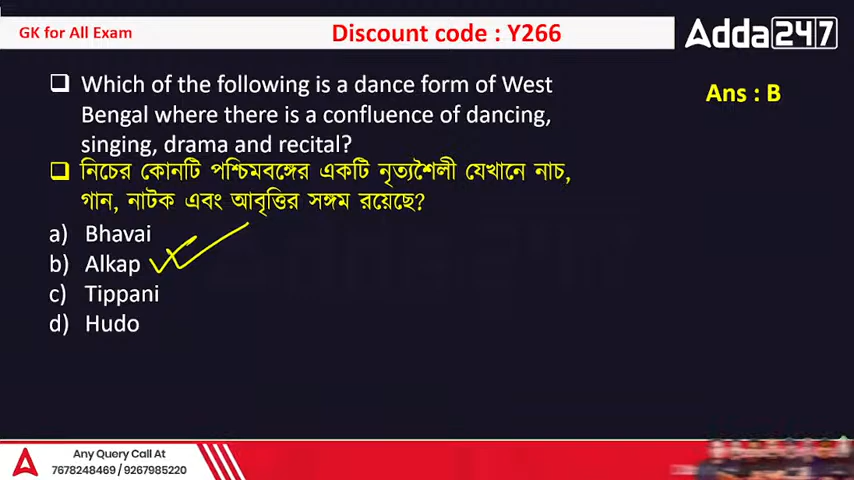 GK for All Exam
Discount code : Y266
Adda247
Which of the following is a dance form of West
Bengal where there is a confluence of dancing,
singing, drama and recital?
Ans : B
নিচের কোনটি পশ্চিমবঙ্গের একটি নৃত্যশৈলী যেখানে নাচ,
গান, নাটক এবং আবৃত্তির সঙ্গম রয়েছে?
a) Bhavai
b) Alkap
c) Tippani
d) Hudo
Any Query Call At
7678248469 / 9267985220